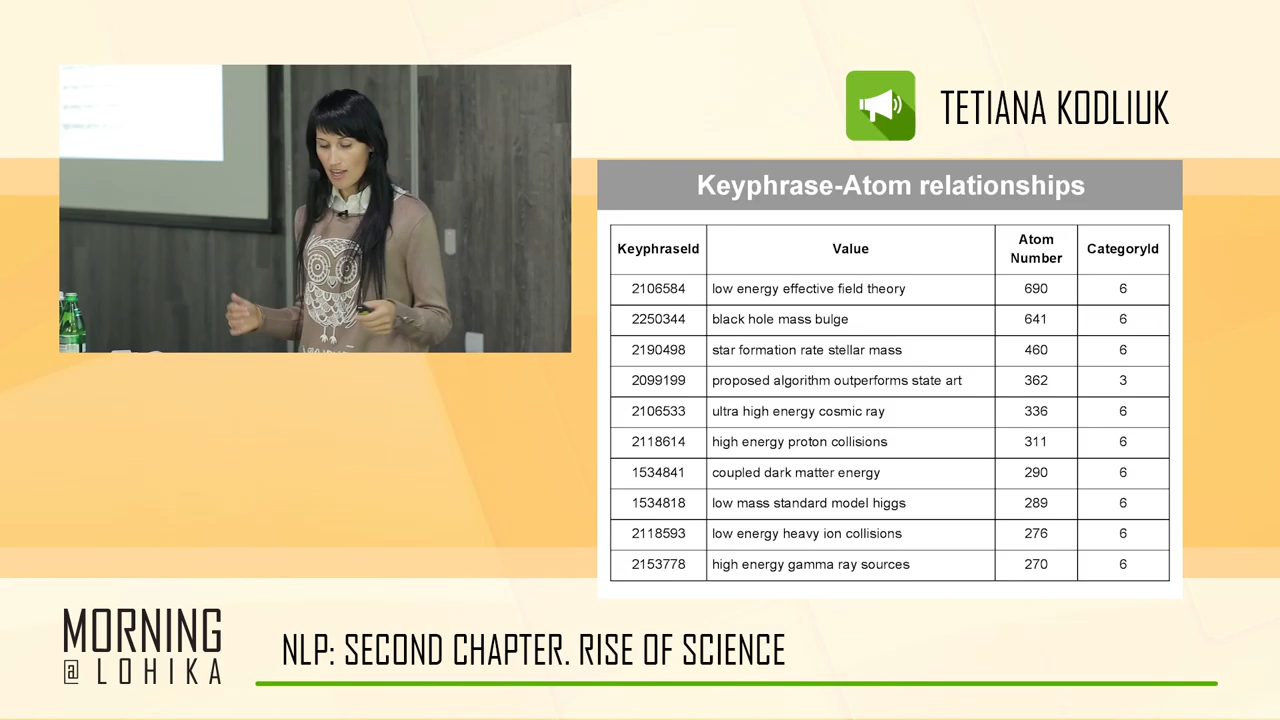 TETIANA KODLIUK
Keyphrase-Atom relationships
KeyphraseId Value Atom Number CategoryId
2106584 low energy effective field theory 690 6
2250344 black hole mass bulge 641 6
2190498 star formation rate stellar mass 460 6
2099199 proposed algorithm outperforms state art 362 3
2106533 ultra high energy cosmic ray 336 6
2118614 high energy proton collisions 311 6
1534841 coupled dark matter energy 290 6
1534818 low mass standard model higgs 289 6
2118593 low energy heavy ion collisions 276 6
2153778 high energy gamma ray sources 270 6
MORNING
@ LOHIKA
NLP: SECOND CHAPTER. RISE OF SCIENCE